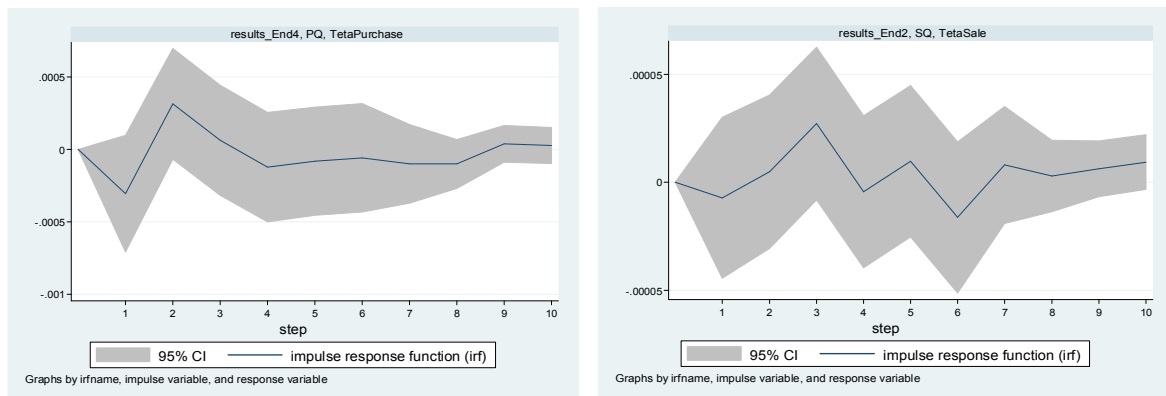 results_End4, PQ, TetaPurchase
.0005
0
-.0005
-.001
1 2 3 4 5 6 7 8 9 10
step
95% CI impulse response function (irf)
Graphs by irfname, impulse variable, and response variable
results_End2, SQ, TetaSale
.00005
0
-.00005
1 2 3 4 5 6 7 8 9 10
step
95% CI impulse response function (irf)
Graphs by irfname, impulse variable, and response variable